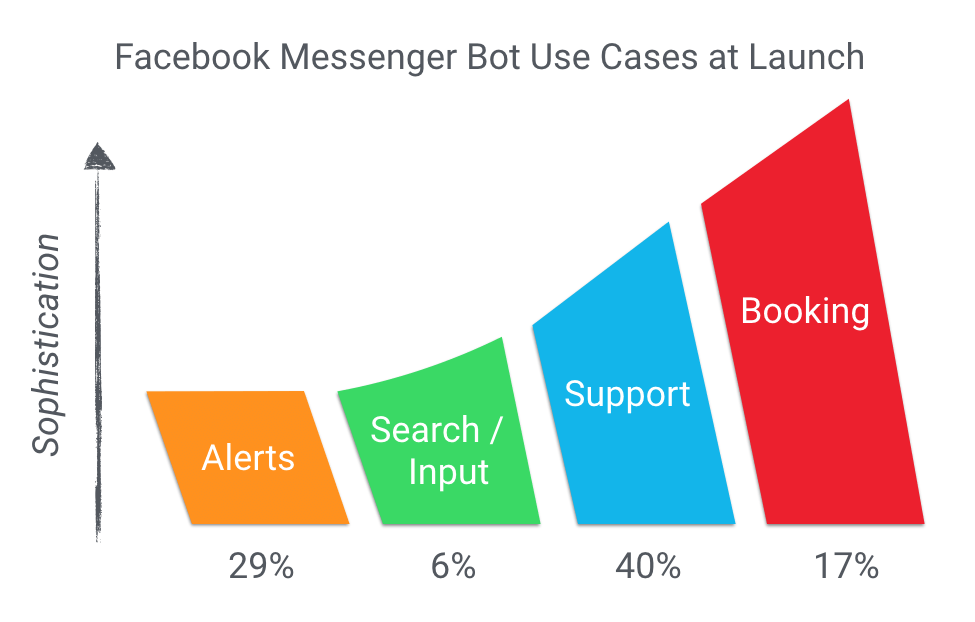 Facebook Messenger Bot Use Cases at Launch
Sophistication
Alerts
Search /
Input
Support
Booking
29%
6%
40%
17%